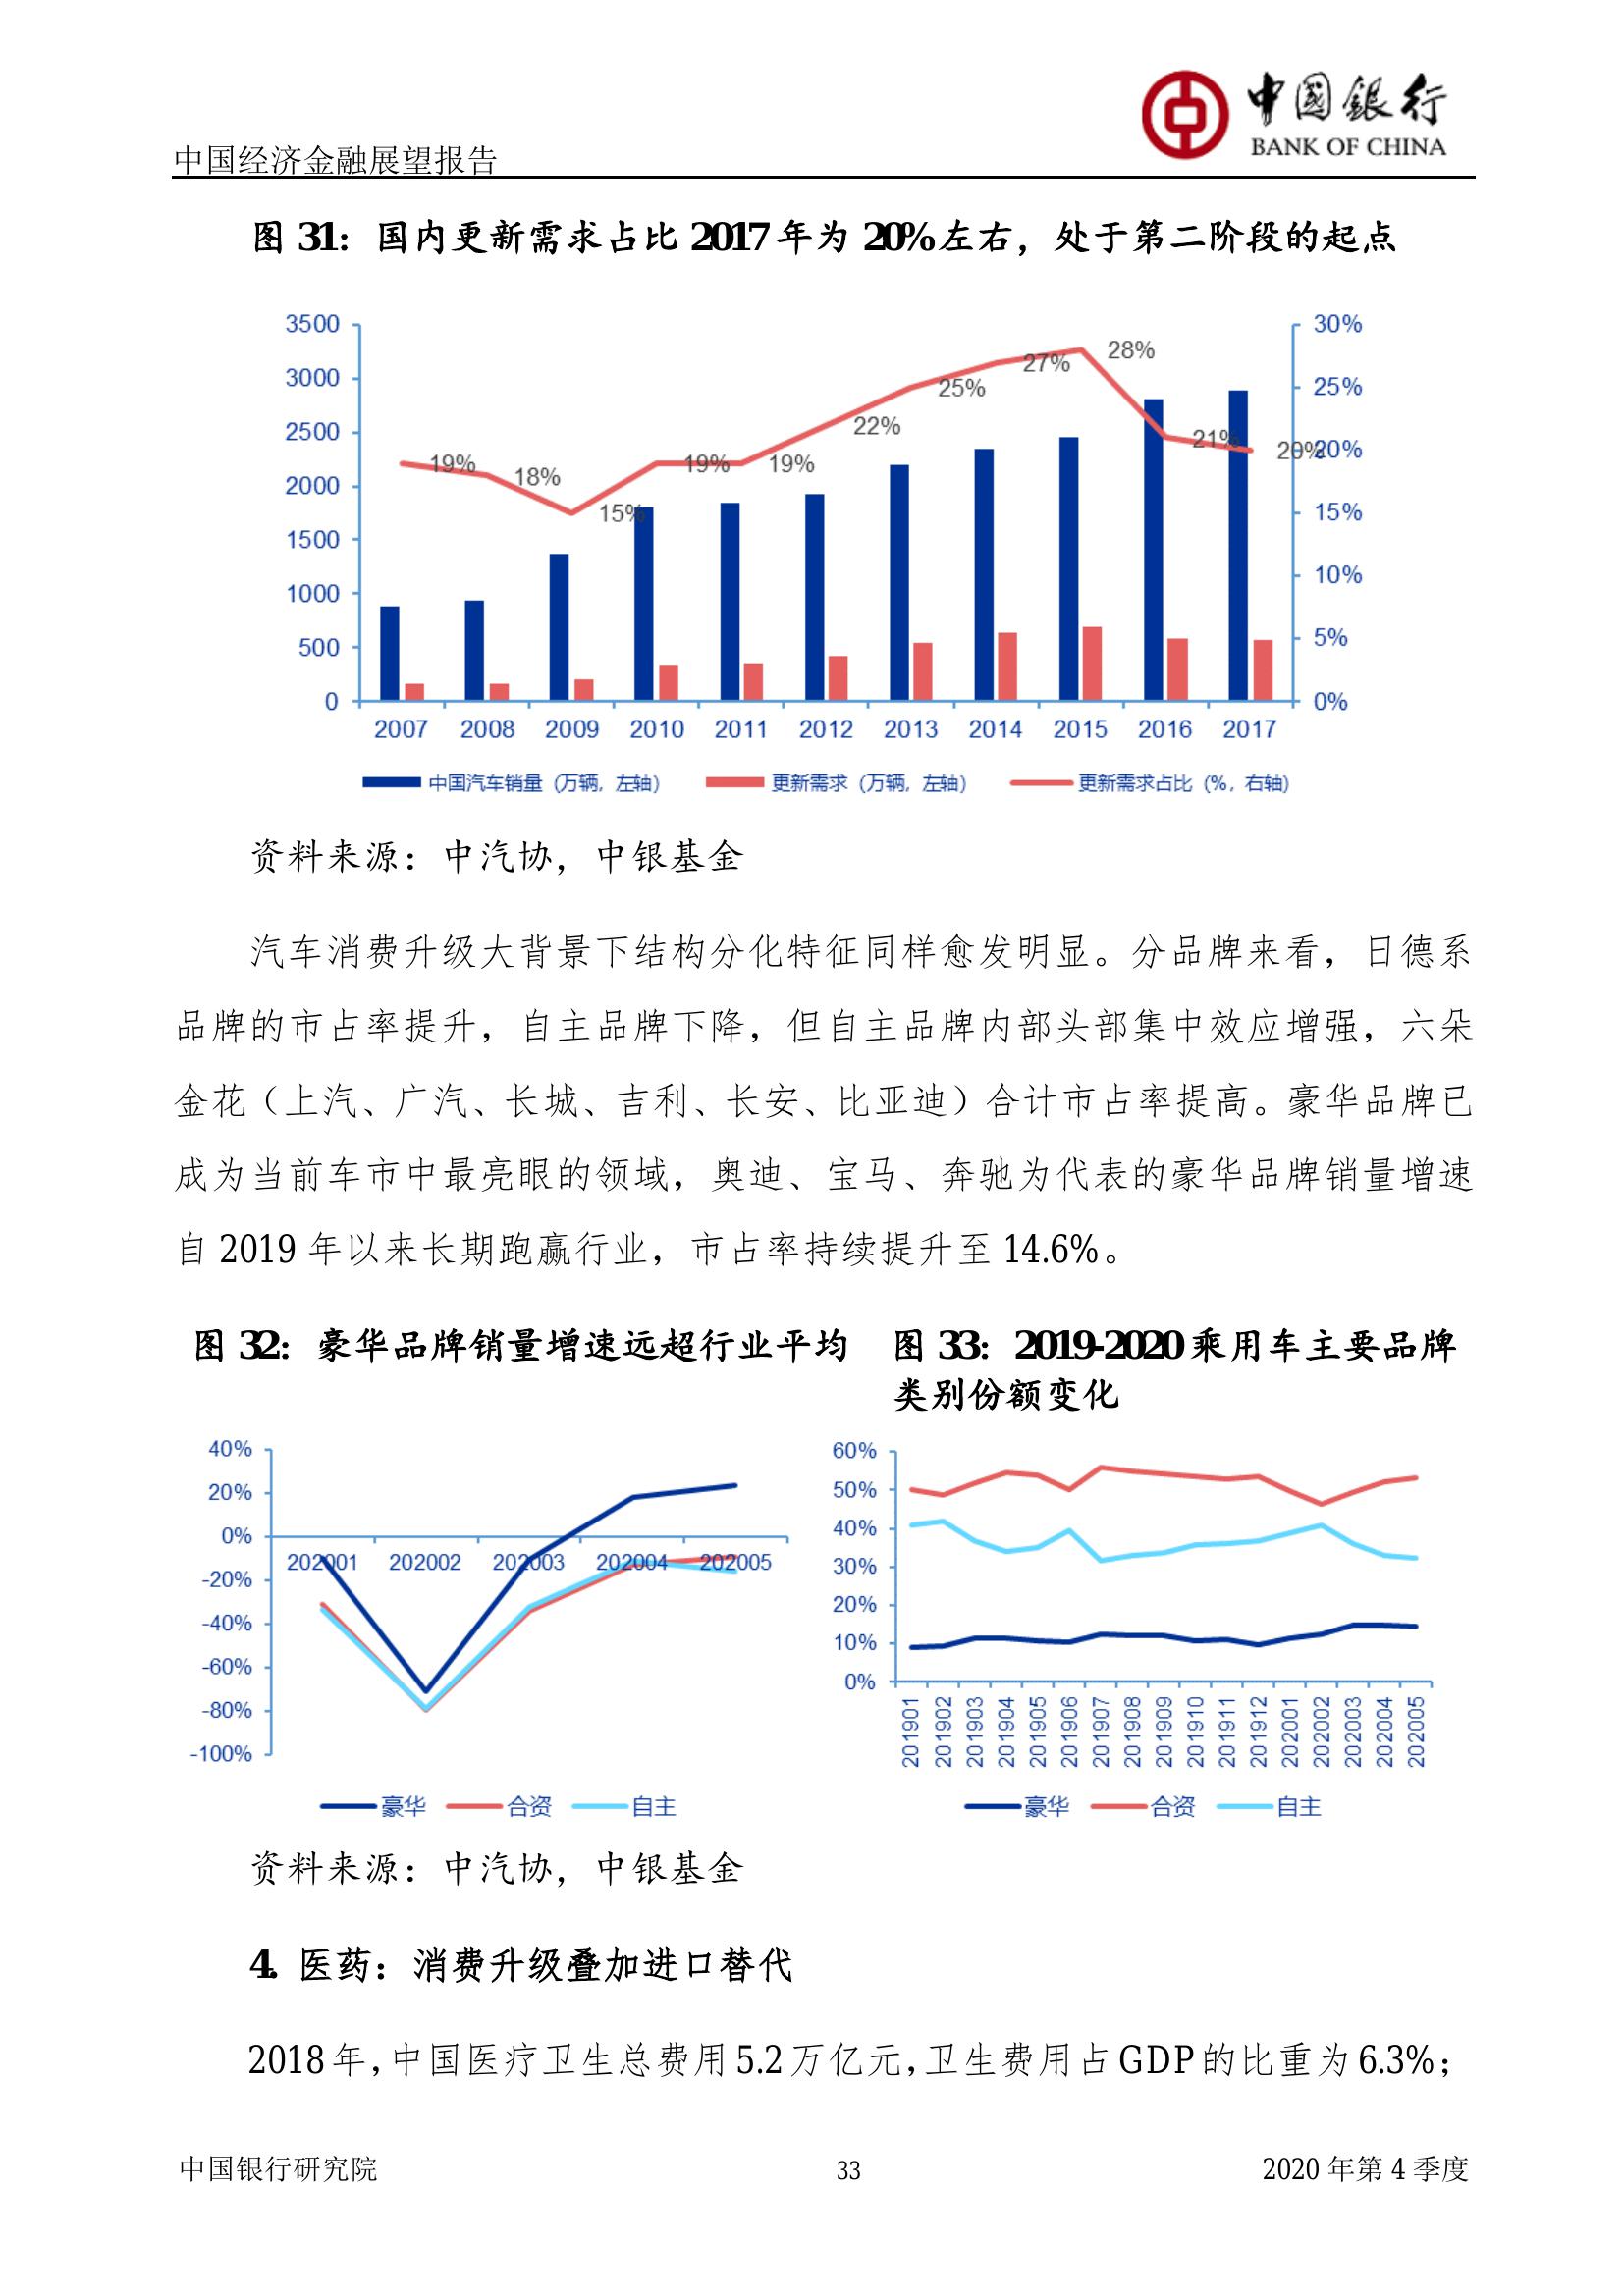 中国銀行
BANK OF CHINA
中国经济金融展望报告
图 31：国内更新需求占比 2017 年为 20%左右，处于第二阶段的起点
3500
3000
2500
2000
1500
1000
500
0
30%
25%
20%
15%
10%
5%
0%
19%
18%
15%
19%
19%
22%
25%
27%
28%
21%
20%
2007 2008 2009 2010 2011 2012 2013 2014 2015 2016 2017
中国汽车销量（万辆，左轴） 更新需求（万辆，左轴） 更新需求占比（%，右轴)
资料来源：中汽协，中银基金
汽车消费升级大背景下结构分化特征同样愈发明显。分品牌来看，日德系
品牌的市占率提升，自主品牌下降，但自主品牌内部头部集中效应增强，六朵
金花（上汽、广汽、长城、吉利、长安、比亚迪）合计市占率提高。豪华品牌已
成为当前车市中最亮眼的领域，奥迪、宝马、奔驰为代表的豪华品牌销量增速
自 2019 年以来长期跑赢行业，市占率持续提升至 14.6%。
图 32：豪华品牌销量增速远超行业平均
40%
20%
0%
-20%
-40%
-60%
-80%
-100%
202001 202002 202003 202004 202005
豪华 合资 自主
图 33：2019-2020 乘用车主要品牌
类别份额变化
60%
50%
40%
30%
20%
10%
0%
201901 201902 201903 201904 201905 201906 201907 201908 201909 201910 201911 201912 202001 202002 202003 202004 202005
豪华 合资 自主
资料来源：中汽协，中银基金
4. 医药：消费升级叠加进口替代
2018 年，中国医疗卫生总费用 5.2 万亿元，卫生费用占 GDP 的比重为 6.3%；
中国银行研究院 33 2020 年第 4 季度